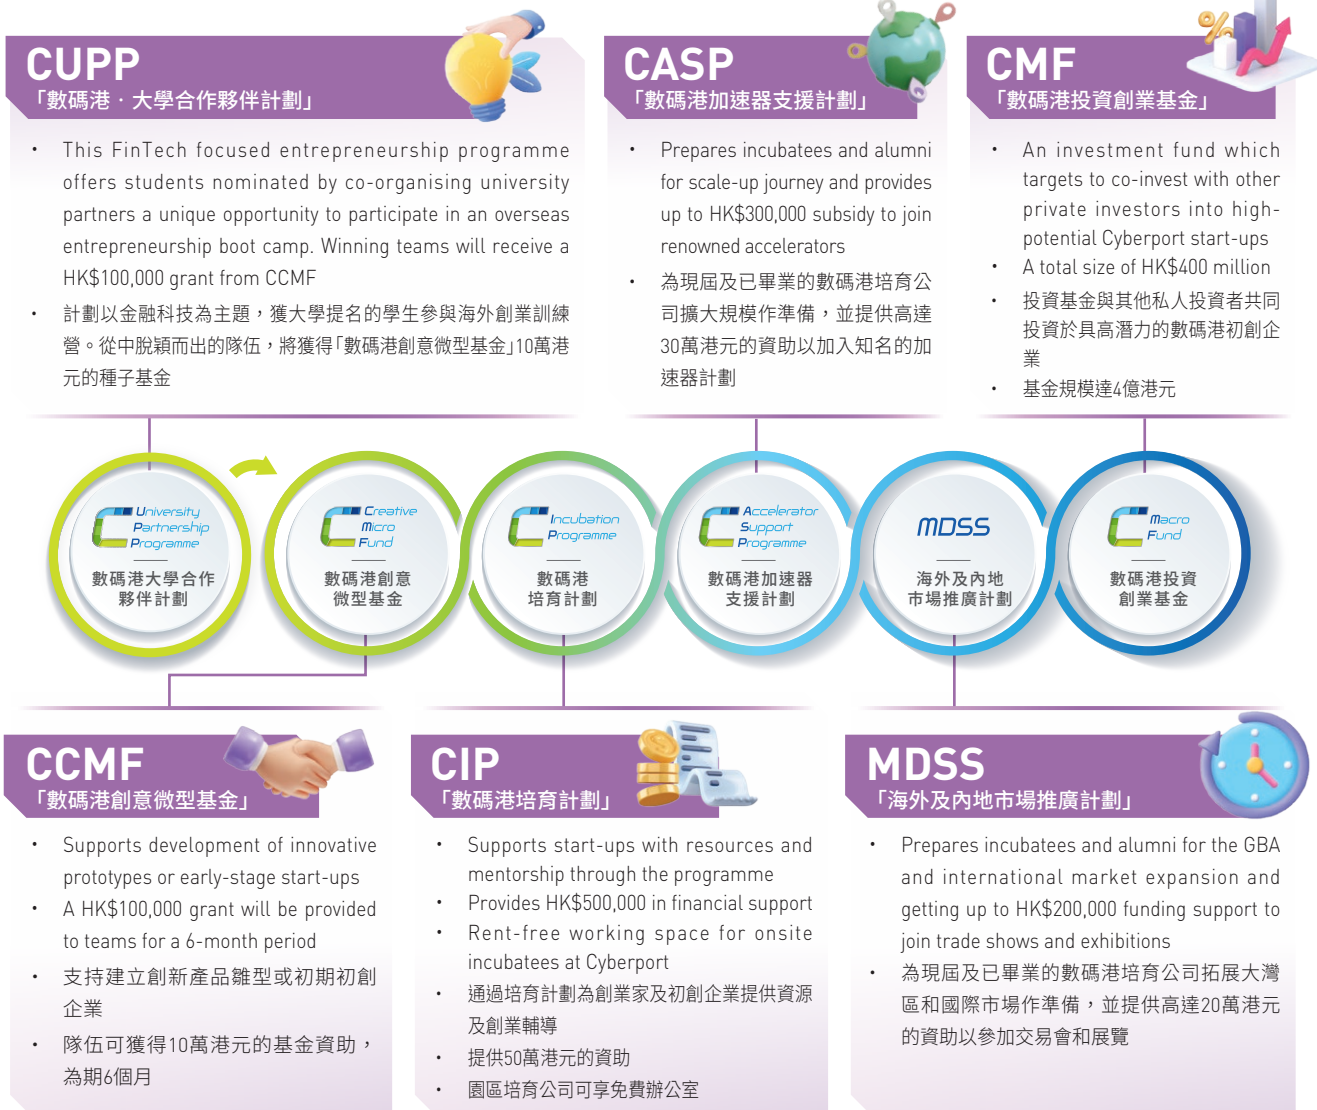 CUPP
「數碼港‧大學合作夥伴計劃」
• This FinTech focused entrepreneurship programme
offers students nominated by co-organising university
partners a unique opportunity to participate in an overseas
entrepreneurship boot camp. Winning teams will receive a
HK$100,000 grant from CCMF
• 計劃以金融科技為主題，獲大學提名的學生參與海外創業訓練
營。從中脫穎而出的隊伍，將獲得「數碼港創意微型基金」10萬港
元的種子基金
CASP
「數碼港加速器支援計劃」
• Prepares incubatees and alumni
for scale-up journey and provides
up to HK$300,000 subsidy to join
renowned accelerators
• 為現屆及已畢業的數碼港培育公
司擴大規模作準備，並提供高達
30萬港元的資助以加入知名的加
速器計劃
CMF
「數碼港投資創業基金」
• An investment fund which
targets to co-invest with other
private investors into high-
potential Cyberport start-ups
• A total size of HK$400 million
• 投資基金與其他私人投資者共同
投資於具高潛力的數碼港初創企
業
• 基金規模達4億港元
University
Partnership
Programme
數碼港大學合作
夥伴計劃
Creative
Micro
Fund
數碼港創意
微型基金
Incubation
Programme
數碼港
培育計劃
Accelerator
Support
Programme
數碼港加速器
支援計劃
MDSS
海外及內地
市場推廣計劃
Macro
Fund
數碼港投資
創業基金
CCMF
「數碼港創意微型基金」
• Supports development of innovative
prototypes or early-stage start-ups
• A HK$100,000 grant will be provided
to teams for a 6-month period
• 支持建立創新產品雛型或初期初創
企業
• 隊伍可獲得10萬港元的基金資助，
為期6個月
CIP
「數碼港培育計劃」
• Supports start-ups with resources and
mentorship through the programme
• Provides HK$500,000 in financial support
• Rent-free working space for onsite
incubatees at Cyberport
• 通過培育計劃為創業家及初創企業提供資源
及創業輔導
• 提供50萬港元的資助
• 園區培育公司可享免費辦公室
MDSS
「海外及內地市場推廣計劃」
• Prepares incubatees and alumni for the GBA
and international market expansion and
getting up to HK$200,000 funding support to
join trade shows and exhibitions
• 為現屆及已畢業的數碼港培育公司拓展大灣
區和國際市場作準備，並提供高達20萬港元
的資助以參加交易會和展覽